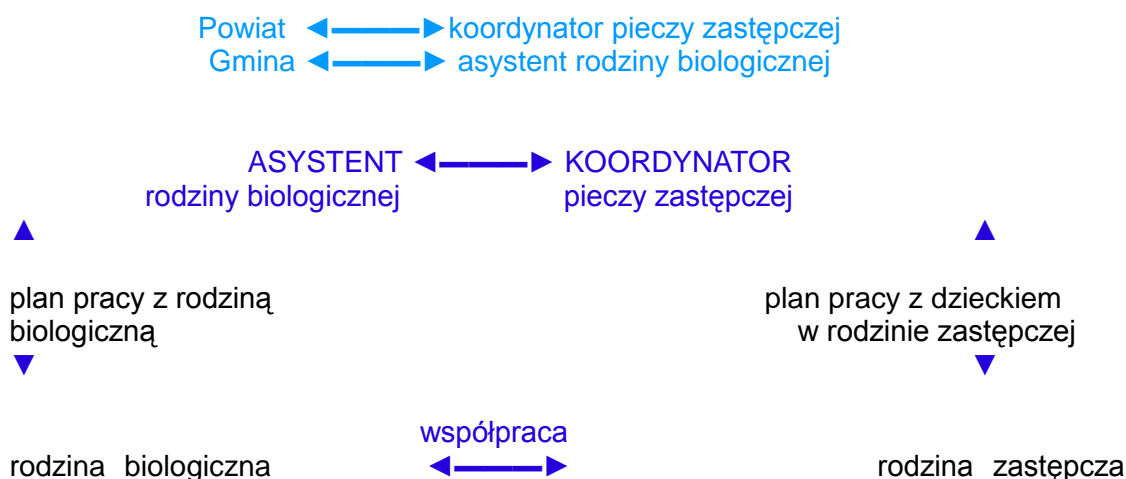 Powiat ◄▬▬▬►koordynator pieczy zastępczej
Gmina ◄▬▬▬► asystent rodziny biologicznej
ASYSTENT ◄▬▬▬► KOORDYNATOR
rodziny biologicznej pieczy zastępczej
▲ ▲
plan pracy z rodziną plan pracy z dzieckiem
biologiczną w rodzinie zastępczej
▼ ▼
współpraca
rodzina biologiczna ◄▬▬▬► rodzina zastępcza